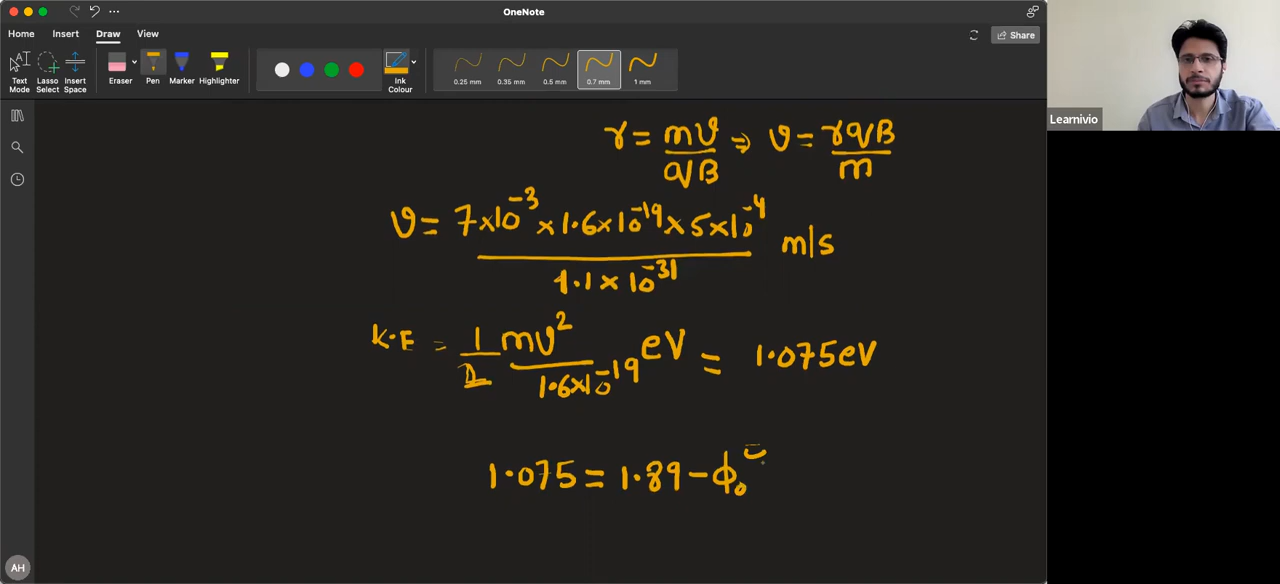 OneNote
Home Insert Draw View
Share
Text Mode Lasso Select Insert Space Eraser Pen Marker Highlighter Ink Colour 0.25 mm 0.35 mm 0.5 mm 0.7 mm 1 mm
Learnivio
r = mv/qB ⇒ v = rqB/m
v = 7×10⁻³ × 1.6×10⁻¹⁹ × 5×10⁻⁴ / 9.1×10⁻³¹ m/s
K.E = 1/2 mv²/1.6×10⁻¹⁹ eV = 1.075eV
1.075 = 1.89 − ϕ₀
AH